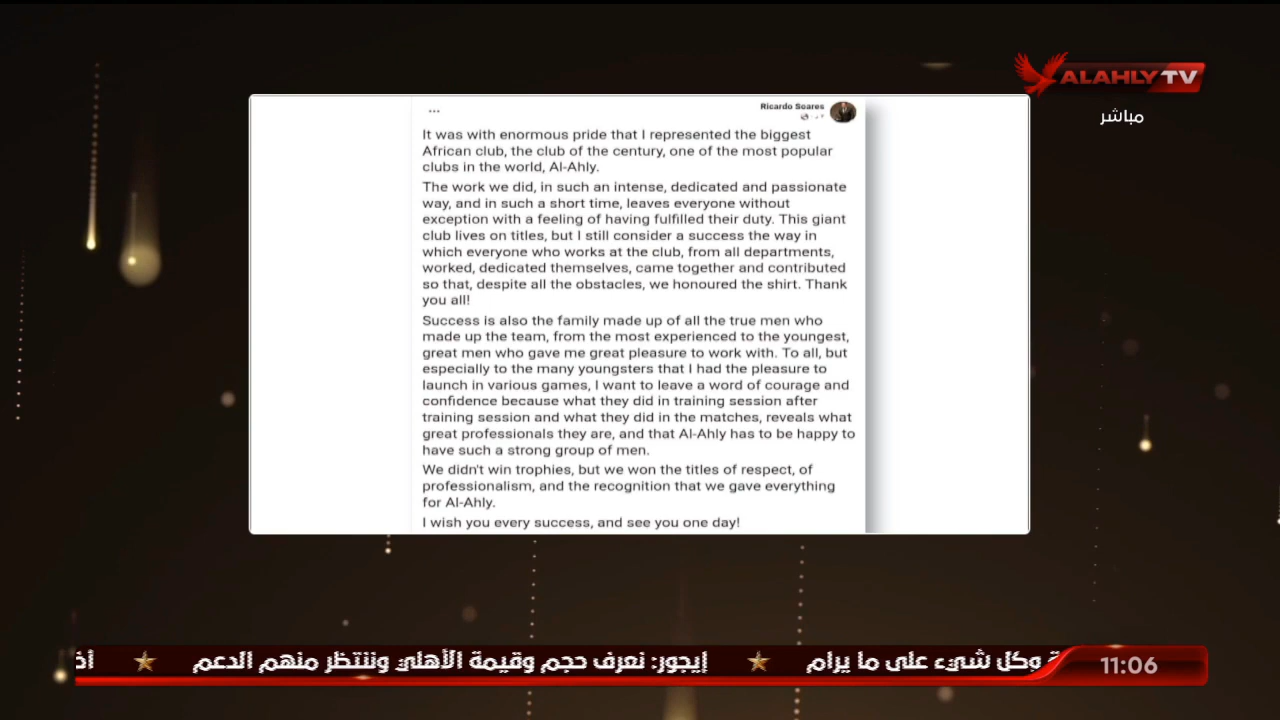 ALAHLY TV
مباشر
Ricardo Soares
It was with enormous pride that I represented the biggest
African club, the club of the century, one of the most popular
clubs in the world, Al-Ahly.
The work we did, in such an intense, dedicated and passionate
way, and in such a short time, leaves everyone without
exception with a feeling of having fulfilled their duty. This giant
club lives on titles, but I still consider a success the way in
which everyone who works at the club, from all departments,
worked, dedicated themselves, came together and contributed
so that, despite all the obstacles, we honoured the shirt. Thank
you all!
Success is also the family made up of all the true men who
made up the team, from the most experienced to the youngest,
great men who gave me great pleasure to work with. To all, but
especially to the many youngsters that I had the pleasure to
launch in various games, I want to leave a word of courage and
confidence because what they did in training session after
training session and what they did in the matches, reveals what
great professionals they are, and that Al-Ahly has to be happy to
have such a strong group of men.
We didn't win trophies, but we won the titles of respect, of
professionalism, and the recognition that we gave everything
for Al-Ahly.
I wish you every success, and see you one day!
وكل شيء على ما يرام ★ إيجور: نعرف حجم وقيمة الأهلي وننتظر منهم الدعم ★
11:06